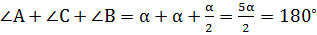 ∠A + ∠C + ∠B = α + α + α/2 = 5α/2 = 180°